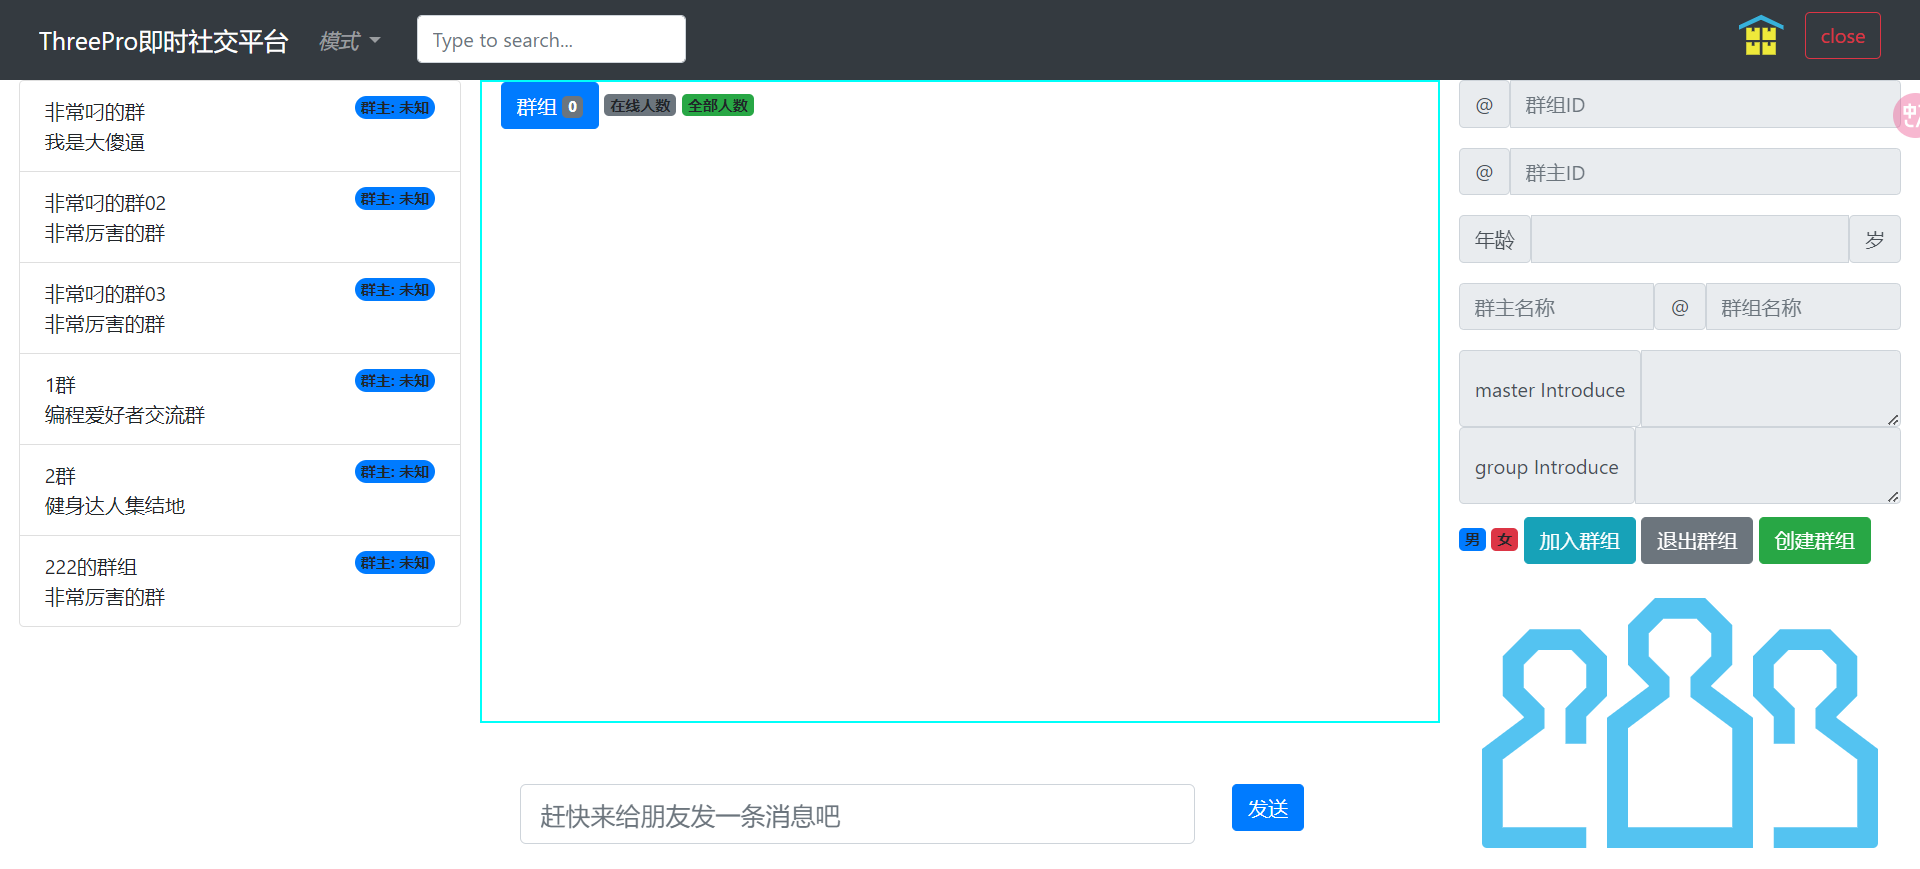 ThreePro即时社交平台 模式 Type to search... close
非常叼的群 群主: 未知
我是大傻逼
非常叼的群02 群主: 未知
非常厉害的群
非常叼的群03 群主: 未知
非常厉害的群
1群 群主: 未知
编程爱好者交流群
2群 群主: 未知
健身达人集结地
222的群组 群主: 未知
非常厉害的群
群组 0 在线人数 全部人数
赶快来给朋友发一条消息吧 发送
@ 群组ID
@ 群主ID
年龄 岁
群主名称 @ 群组名称
master Introduce
group Introduce
男 女 加入群组 退出群组 创建群组
中